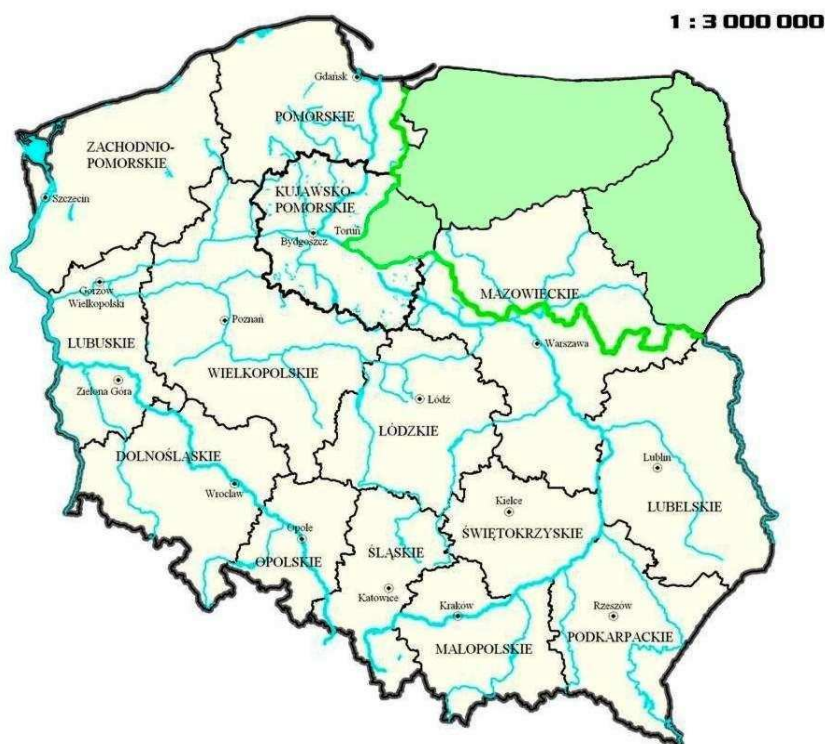 1 : 3 000 000
Gdańsk
POMORSKIE
ZACHODNIO-
POMORSKIE
Szczecin
KUJAWSKO-
POMORSKIE
Toruń
Bydgoszcz
Gorzów
Wielkopolski
MAZOWIECKIE
Poznań
LUBUSKIE
Warszawa
WIELKOPOLSKIE
Zielona Góra
Łódź
ŁÓDZKIE
DOLNOŚLĄSKIE
Lublin
Wrocław
Kielce
LUBELSKIE
Opole
ŚWIĘTOKRZYSKIE
ŚLĄSKIE
OPOLSKIE
Katowice
Kraków
Rzeszów
PODKARPACKIE
MAŁOPOLSKIE